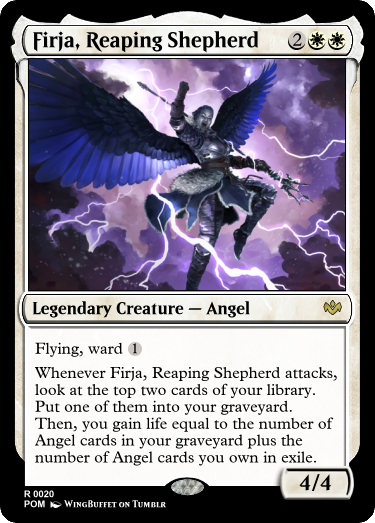 Firja, Reaping Shepherd 2
Legendary Creature — Angel
Flying, ward 1
Whenever Firja, Reaping Shepherd attacks,
look at the top two cards of your library.
Put one of them into your graveyard.
Then, you gain life equal to the number of
Angel cards in your graveyard plus the
number of Angel cards you own in exile.
4/4
R 0020
POM WingBuffet on Tumblr